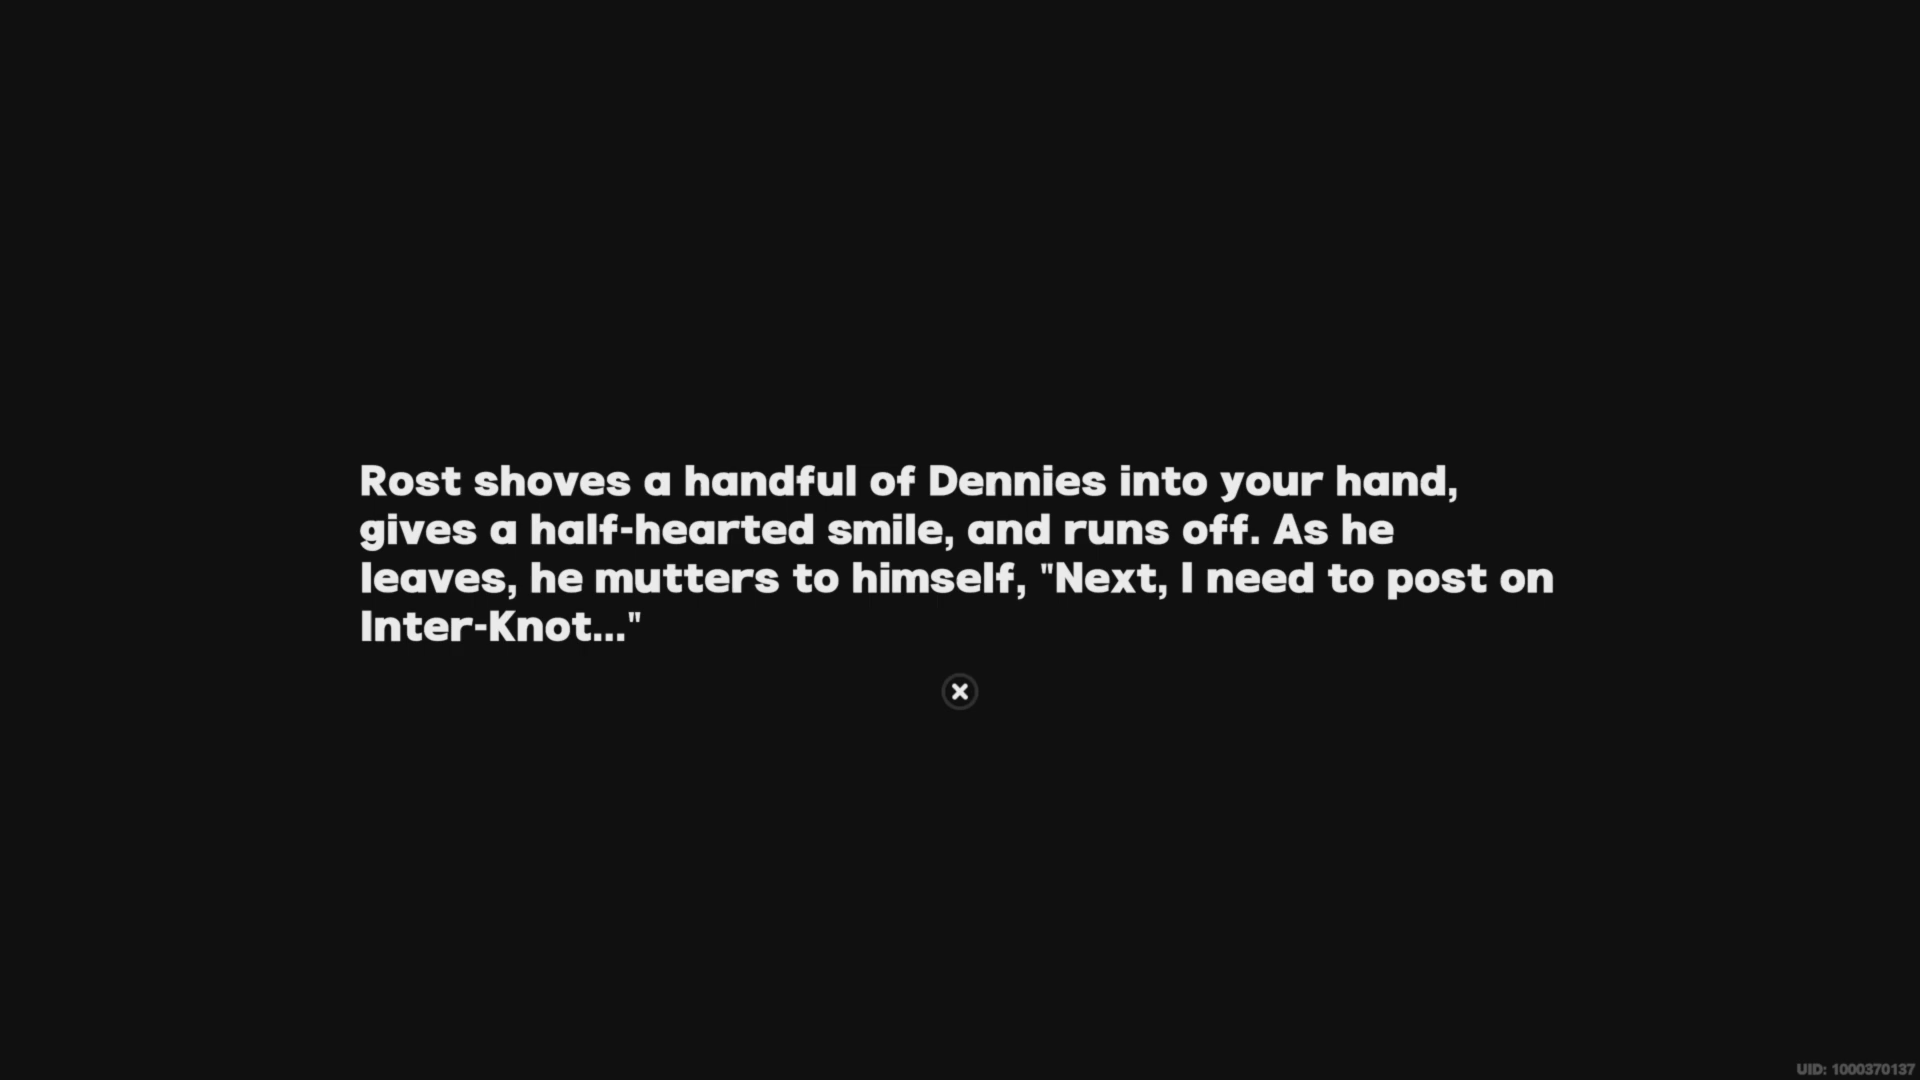 Rost shoves a handful of Dennies into your hand,
gives a half-hearted smile, and runs off. As he
leaves, he mutters to himself, "Next, I need to post on
Inter-Knot..."
UID: 1000370137